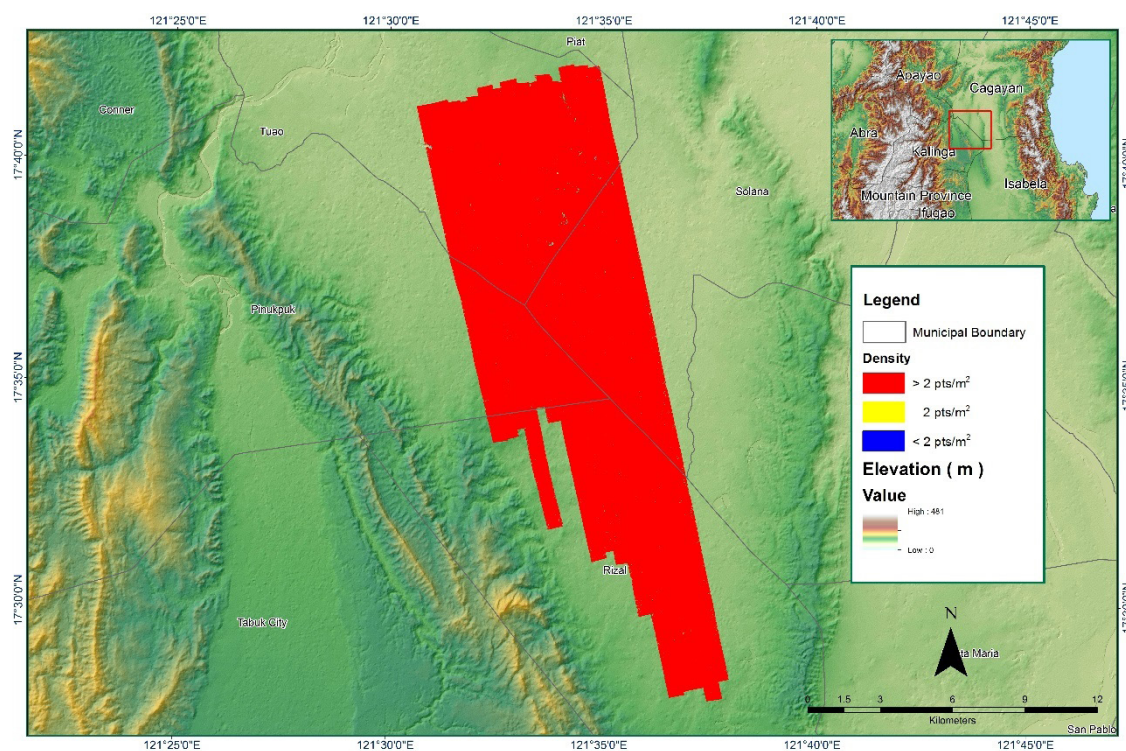 121°25'0"E
121°30'0"E
121°35'0"E
121°40'0"E
121°45'0"E
Piat
Conner
Tuao
Solana
Pinukpuk
Rizal
Tabuk City
San Pablo
17°40'0"N
17°35'0"N
17°30'0"N
Apayao
Cagayan
Abra
Kalinga
Mountain Province
Isabela
Ifugao
Legend
Municipal Boundary
Density
> 2 pts/m²
2 pts/m²
< 2 pts/m²
Elevation ( m )
Value
High : 481
Low : 0
N
ta Maria
0 1.5 3 6 9 12
Kilometers
121°25'0"E
121°30'0"E
121°35'0"E
121°40'0"E
121°45'0"E